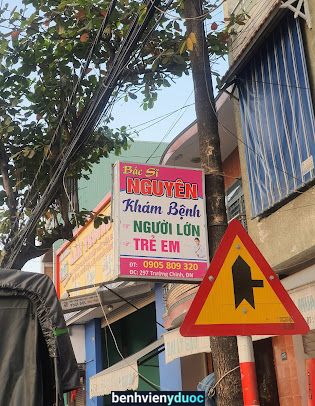 Bác Sĩ
NGUYÊN
Khám Bệnh
NGƯỜI LỚN
TRẺ EM
ĐT: 0905 809 320
ĐC: 297 Trường Chinh, ĐN
benhvienyduoc